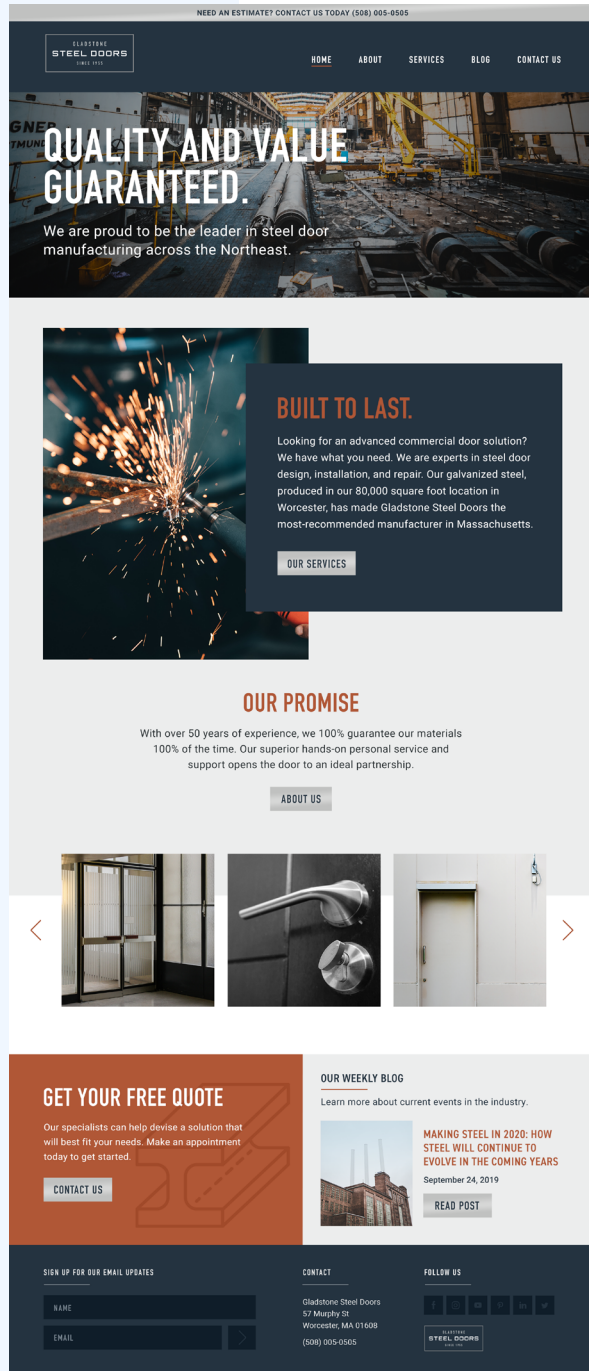 NEED AN ESTIMATE? CONTACT US TODAY (508) 005-0505
GLADSTONE
STEEL DOORS
SINCE 1955
HOME
ABOUT
SERVICES
BLOG
CONTACT US
GNER
TMUND
QUALITY AND VALUE
GUARANTEED.
We are proud to be the leader in steel door
manufacturing across the Northeast.
BUILT TO LAST.
Looking for an advanced commercial door solution?
We have what you need. We are experts in steel door
design, installation, and repair. Our galvanized steel,
produced in our 80,000 square foot location in
Worcester, has made Gladstone Steel Doors the
most-recommended manufacturer in Massachusetts.
OUR SERVICES
OUR PROMISE
With over 50 years of experience, we 100% guarantee our materials
100% of the time. Our superior hands-on personal service and
support opens the door to an ideal partnership.
ABOUT US
GET YOUR FREE QUOTE
Our specialists can help devise a solution that
will best fit your needs. Make an appointment
today to get started.
CONTACT US
OUR WEEKLY BLOG
Learn more about current events in the industry.
MAKING STEEL IN 2020: HOW
STEEL WILL CONTINUE TO
EVOLVE IN THE COMING YEARS
September 24, 2019
READ POST
SIGN UP FOR OUR EMAIL UPDATES
NAME
EMAIL
CONTACT
Gladstone Steel Doors
57 Murphy St
Worcester, MA 01608
(508) 005-0505
FOLLOW US
GLADSTONE
STEEL DOORS
SINCE 1955